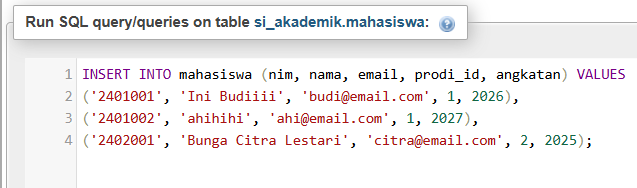 Run SQL query/queries on table si_akademik.mahasiswa:
1 INSERT INTO mahasiswa (nim, nama, email, prodi_id, angkatan) VALUES
2 ('2401001', 'Ini Budiiii', 'budi@email.com', 1, 2026),
3 ('2401002', 'ahihihi', 'ahi@email.com', 1, 2027),
4 ('2402001', 'Bunga Citra Lestari', 'citra@email.com', 2, 2025);